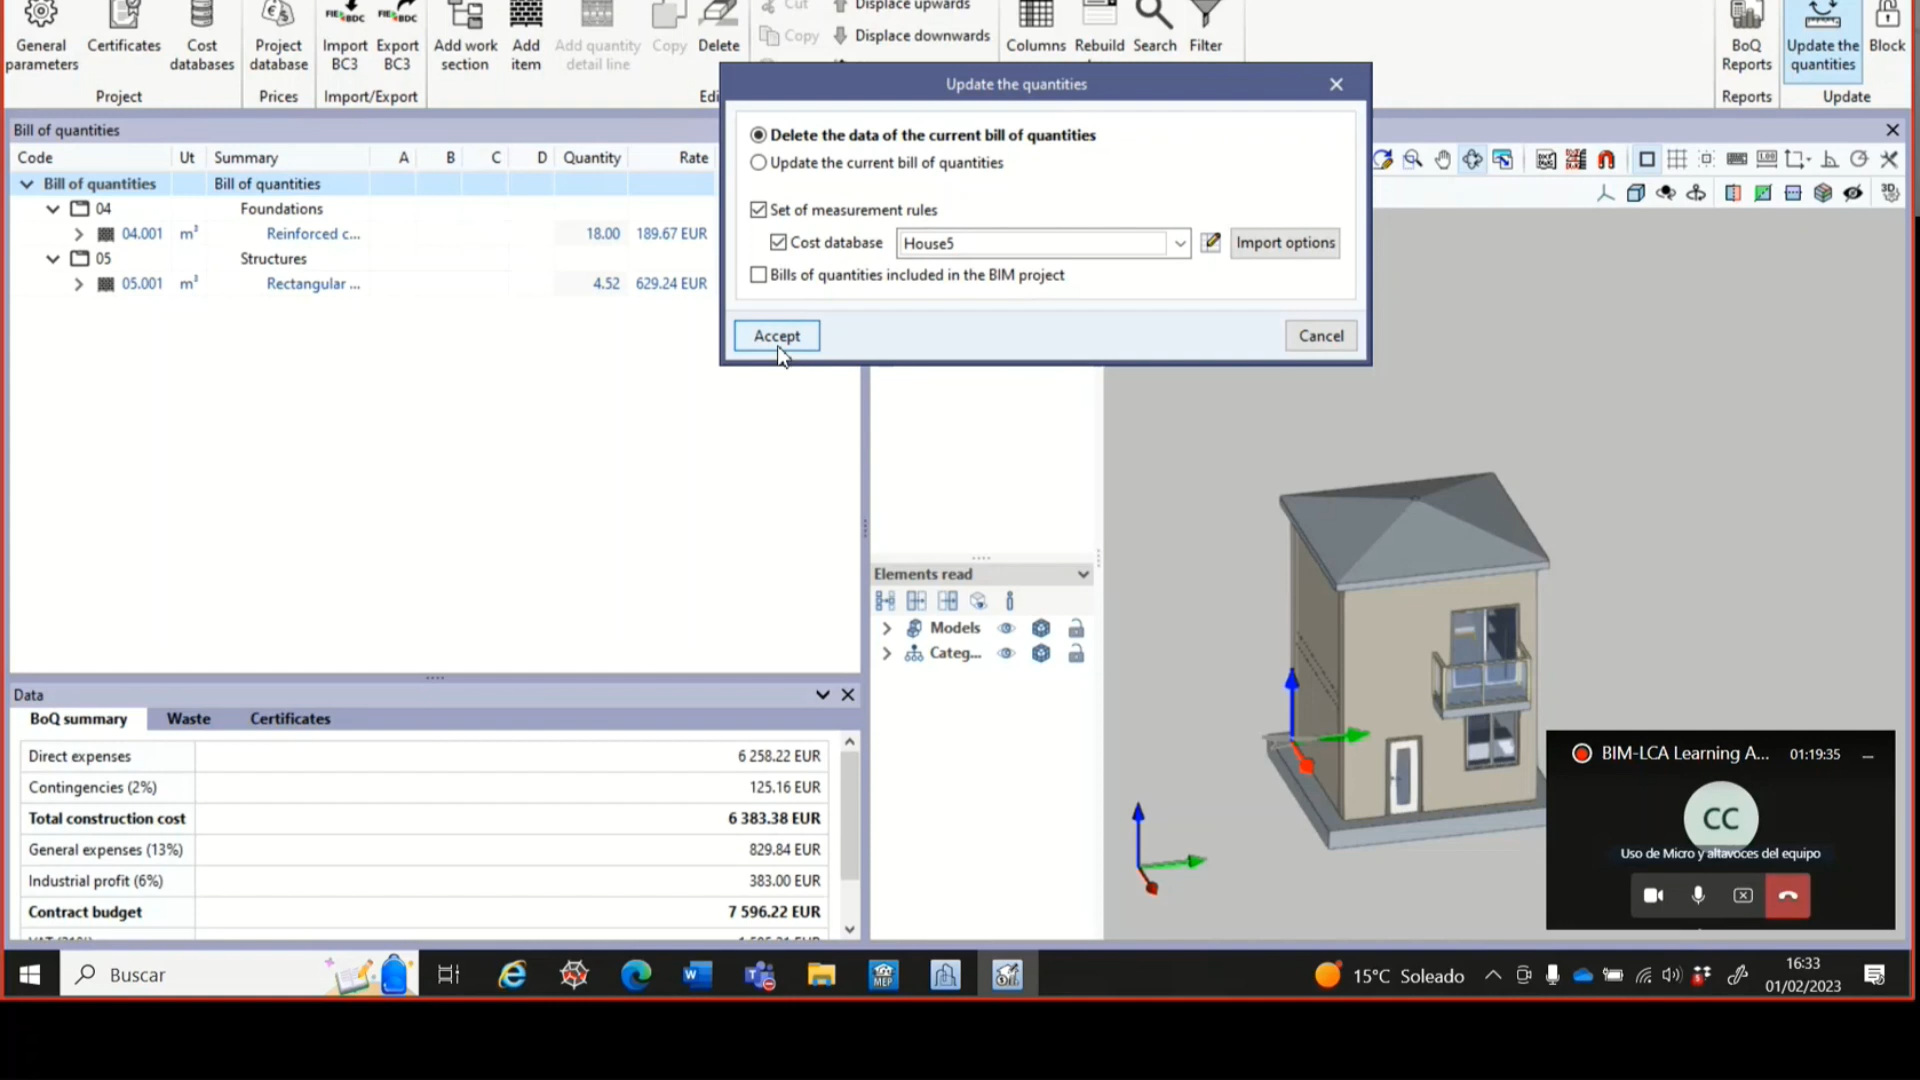 General parameters
Certificates
Cost databases
Project database
Import BC3
Export BC3
Add work section
Add item
Add quantity detail line
Copy
Delete
Cut
Copy
Displace upwards
Displace downwards
Columns
Rebuild
Search
Filter
BoQ Reports
Update the quantities
Block
Project
Prices
Import/Export
Edi
Reports
Update
Update the quantities
Delete the data of the current bill of quantities
Update the current bill of quantities
Set of measurement rules
Cost database
House5
Import options
Bills of quantities included in the BIM project
Accept
Cancel
Bill of quantities
Code Ut Summary A B C D Quantity Rate
Bill of quantities Bill of quantities
04 Foundations
04.001 m³ Reinforced c... 18.00 189.67 EUR
05 Structures
05.001 m³ Rectangular ... 4.52 629.24 EUR
Elements read
Models
Categ...
Data
BoQ summary Waste Certificates
Direct expenses 6 258.22 EUR
Contingencies (2%) 125.16 EUR
Total construction cost 6 383.38 EUR
General expenses (13%) 829.84 EUR
Industrial profit (6%) 383.00 EUR
Contract budget 7 596.22 EUR
BIM-LCA Learning A... 01:19:35
CC
Uso de Micro y altavoces del equipo
Buscar
15°C Soleado
16:33
01/02/2023